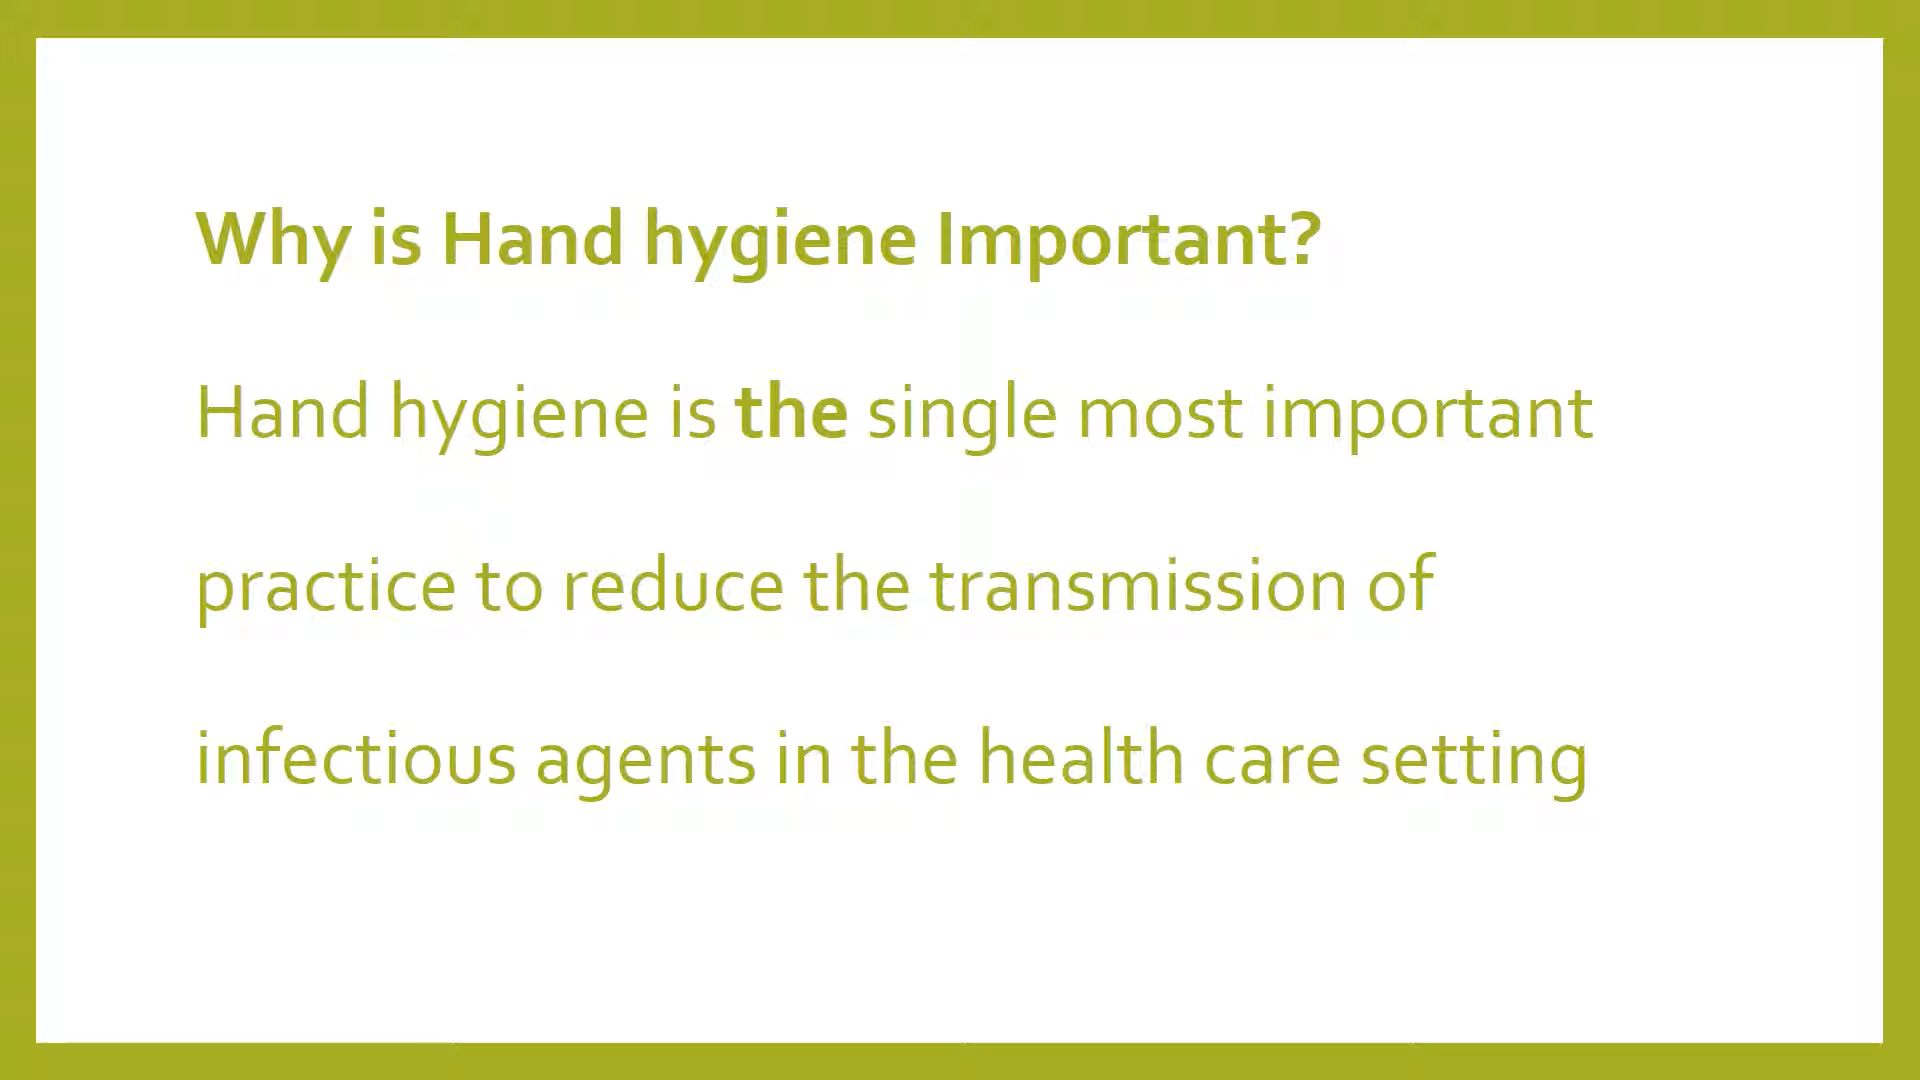 Why is Hand hygiene Important?
Hand hygiene is the single most important
practice to reduce the transmission of
infectious agents in the health care setting